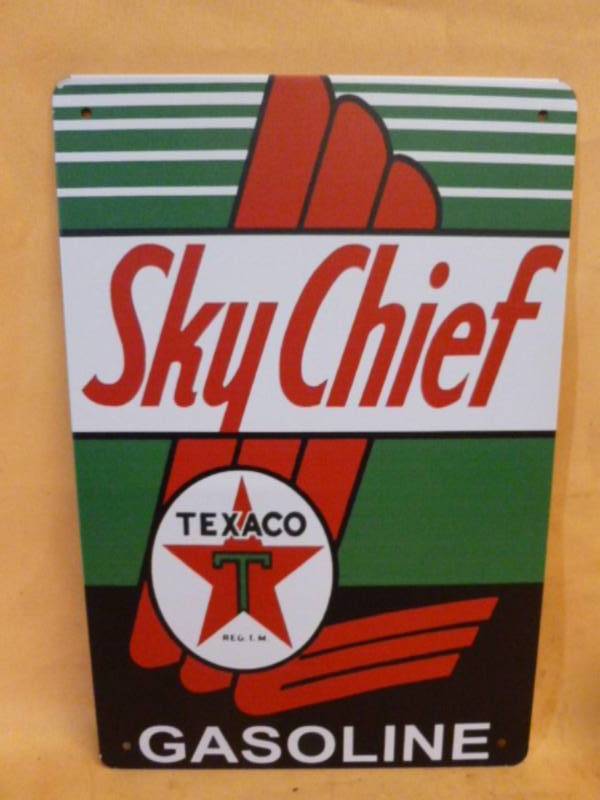 Sky Chief
TEXACO
T
REG. T. M
GASOLINE